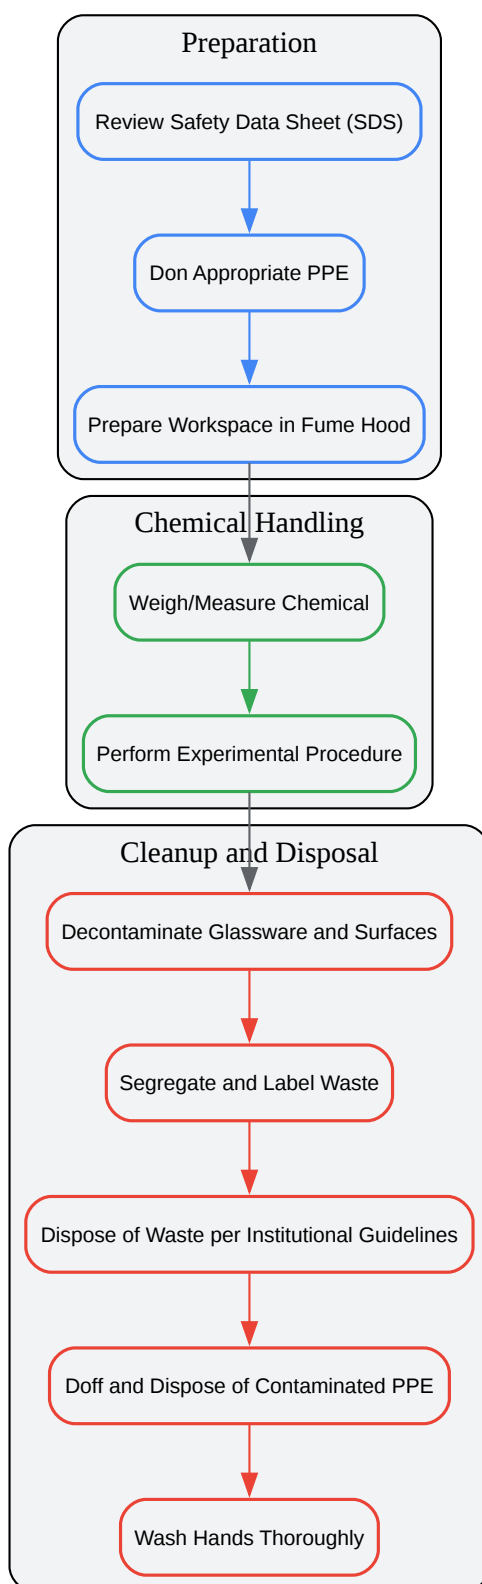 Preparation
Review Safety Data Sheet (SDS)
Don Appropriate PPE
Prepare Workspace in Fume Hood
Chemical Handling
Weigh/Measure Chemical
Perform Experimental Procedure
Cleanup and Disposal
Decontaminate Glassware and Surfaces
Segregate and Label Waste
Dispose of Waste per Institutional Guidelines
Doff and Dispose of Contaminated PPE
Wash Hands Thoroughly